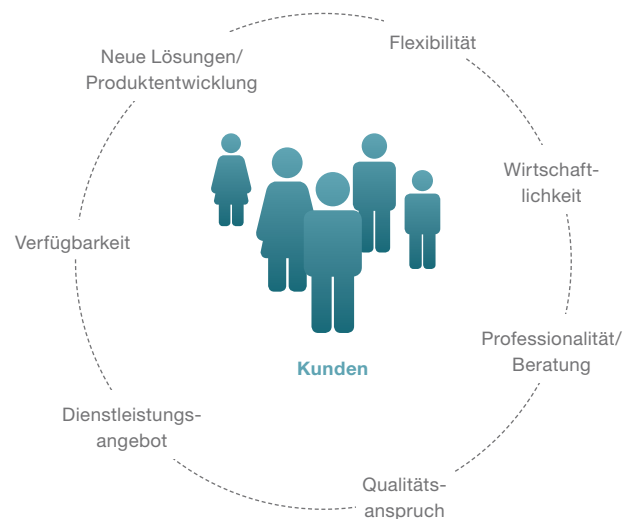 Flexibilität
Neue Lösungen/
Produktentwicklung
Wirtschaft-
lichkeit
Verfügbarkeit
Professionalität/
Beratung
Kunden
Dienstleistungs-
angebot
Qualitäts-
anspruch